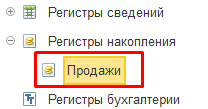 Регистры сведений
Регистры накопления
Продажи
Регистры бухгалтерии